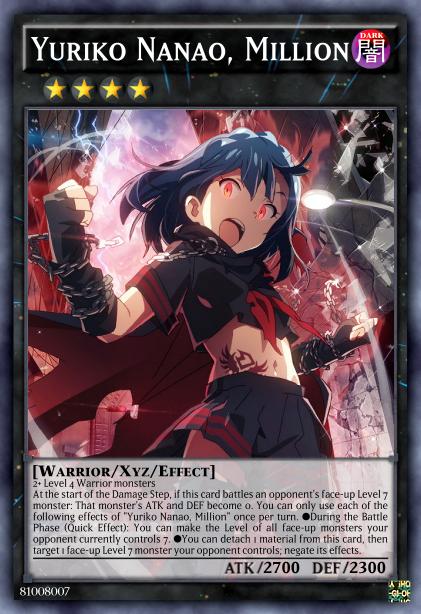 Yuriko Nanao, Million
DARK
闇
[Warrior/Xyz/Effect]
2+ Level 4 Warrior monsters
At the start of the Damage Step, if this card battles an opponent's face-up Level 7
monster: That monster's ATK and DEF become 0. You can only use each of the
following effects of "Yuriko Nanao, Million" once per turn. ●During the Battle
Phase (Quick Effect): You can make the Level of all face-up monsters your
opponent currently controls 7. ●You can detach 1 material from this card, then
target 1 face-up Level 7 monster your opponent controls; negate its effects.
ATK/2700 DEF/2300
81008007